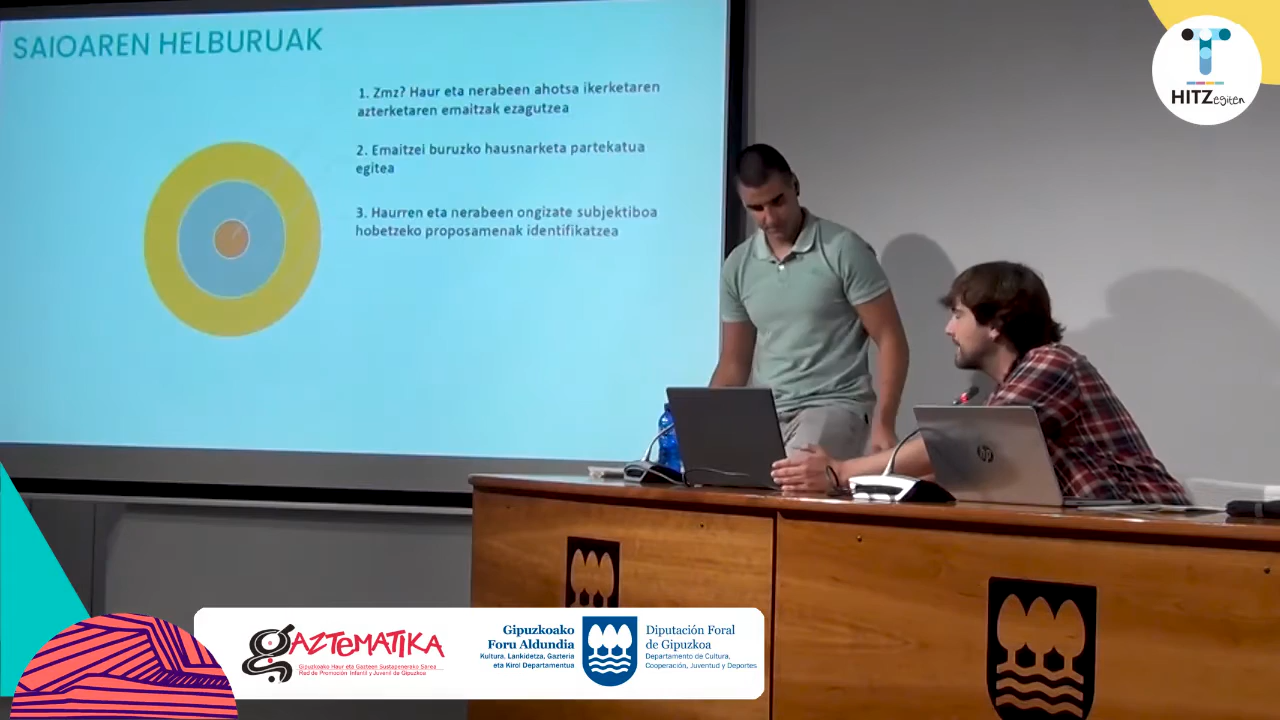 SAIOAREN HELBURUAK
1. Zmz? Haur eta nerabeen ahotsa ikerketaren
azterketaren emaitzak ezagutzea
2. Emaitzei buruzko hausnarketa partekatua
egitea
3. Haurren eta nerabeen ongizate subjektiboa
hobetzeko proposamenak identifikatzea
HITZegiten
hp
gAZTEMATIKA
Gipuzkoako Haur eta Gazteen Sustapenerako Sarea
Red de Promoción Infantil y Juvenil de Gipuzkoa
Gipuzkoako
Foru Aldundia
Kultura, Lankidetza, Gazteria
eta Kirol Departamentua
Diputación Foral
de Gipuzkoa
Departamento de Cultura,
Cooperación, Juventud y Deportes